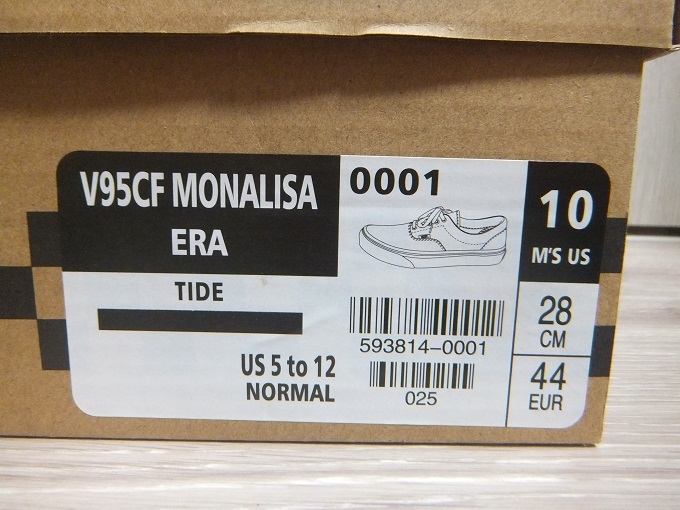 V95CF MONALISA
ERA
TIDE
US 5 to 12
NORMAL
0001
593814-0001
025
10
M'S US
28
CM
44
EUR